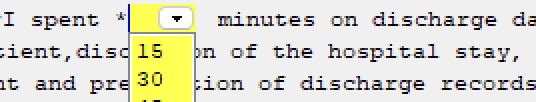 I spent * minutes on discharge da
tient,disc on of the hospital stay,
15
nt and pre tion of discharge records
30